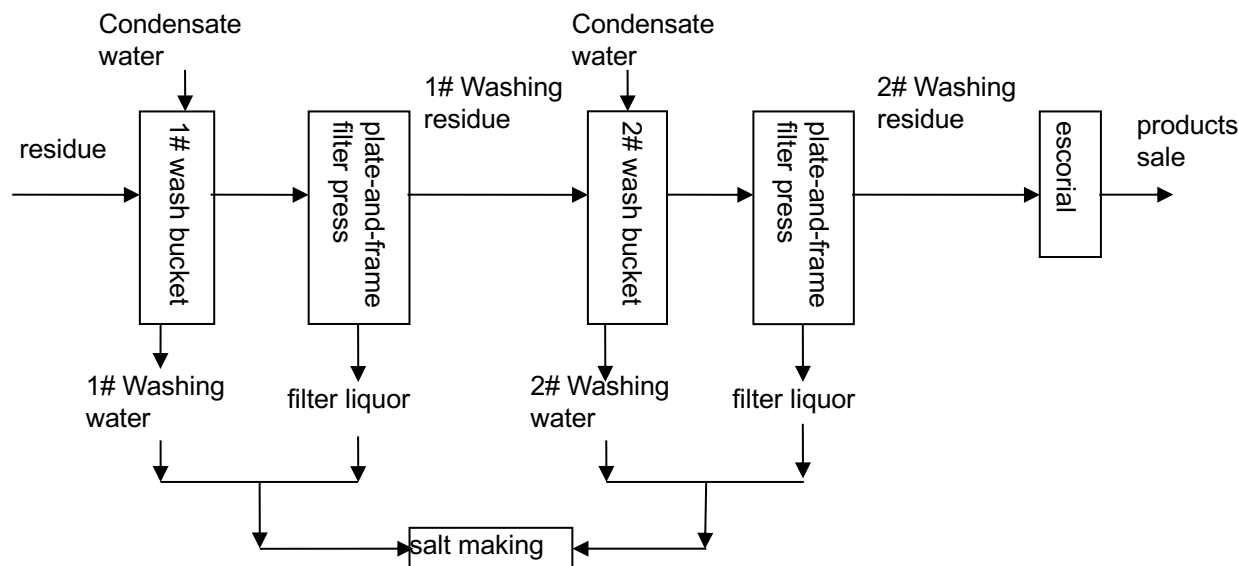 Condensate
water
Condensate
water
1# Washing
residue
2# Washing
residue
products
sale
residue
1# wash bucket
plate-and-frame
filter press
2# wash bucket
plate-and-frame
filter press
escorial
1# Washing
water
filter liquor
2# Washing
water
filter liquor
salt making